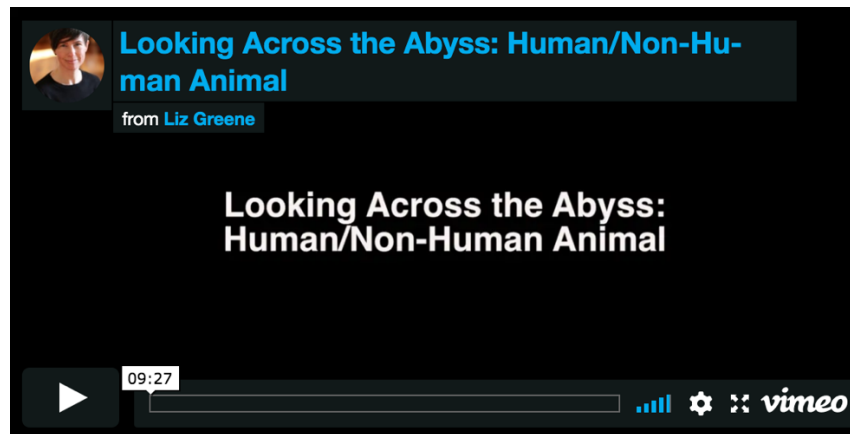 Looking Across the Abyss: Human/Non-Hu-
man Animal
from Liz Greene
Looking Across the Abyss:
Human/Non-Human Animal
09:27
vimeo